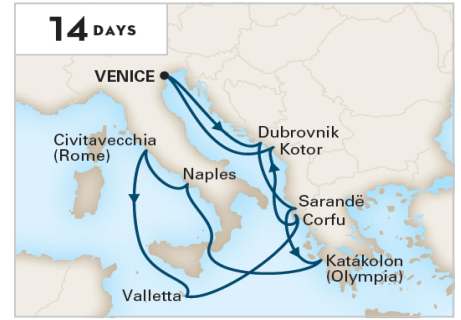 14 DAYS
VENICE
Dubrovnik
Kotor
Civitavecchia
(Rome)
Naples
Sarandë
Corfu
Katákolon
(Olympia)
Valletta